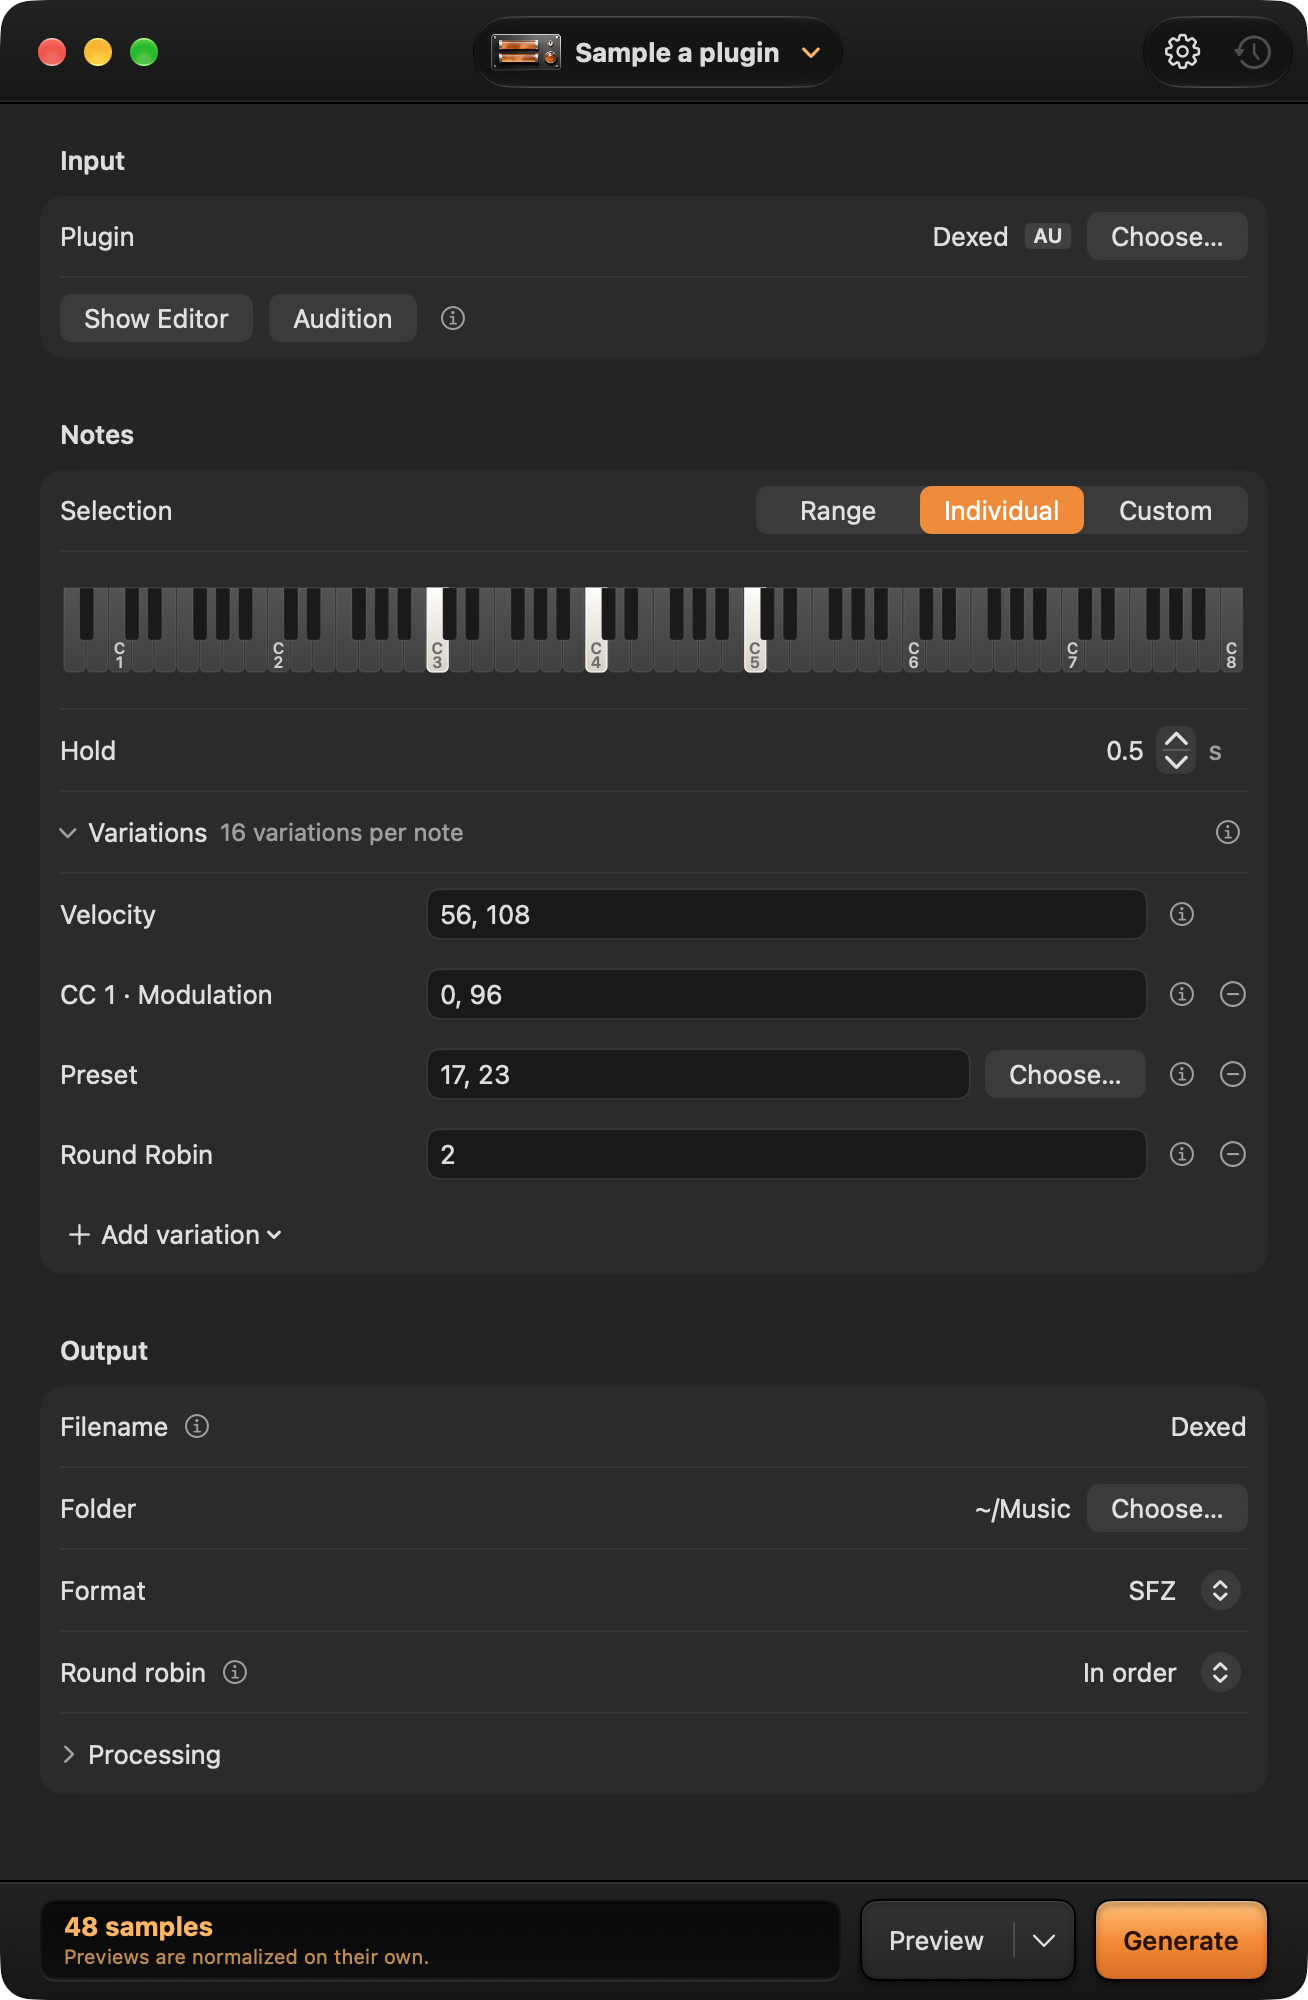 Sample a plugin
Input
Plugin
Dexed AU Choose...
Show Editor Audition
Notes
Selection
Range Individual Custom
C1 C2 C3 C4 C5 C6 C7 C8
Hold
0.5 s
Variations 16 variations per note
Velocity
56, 108
CC 1 · Modulation
0, 96
Preset
17, 23
Choose...
Round Robin
2
Add variation
Output
Filename
Dexed
Folder
~/Music Choose...
Format
SFZ
Round robin
In order
Processing
48 samples
Previews are normalized on their own.
Preview
Generate